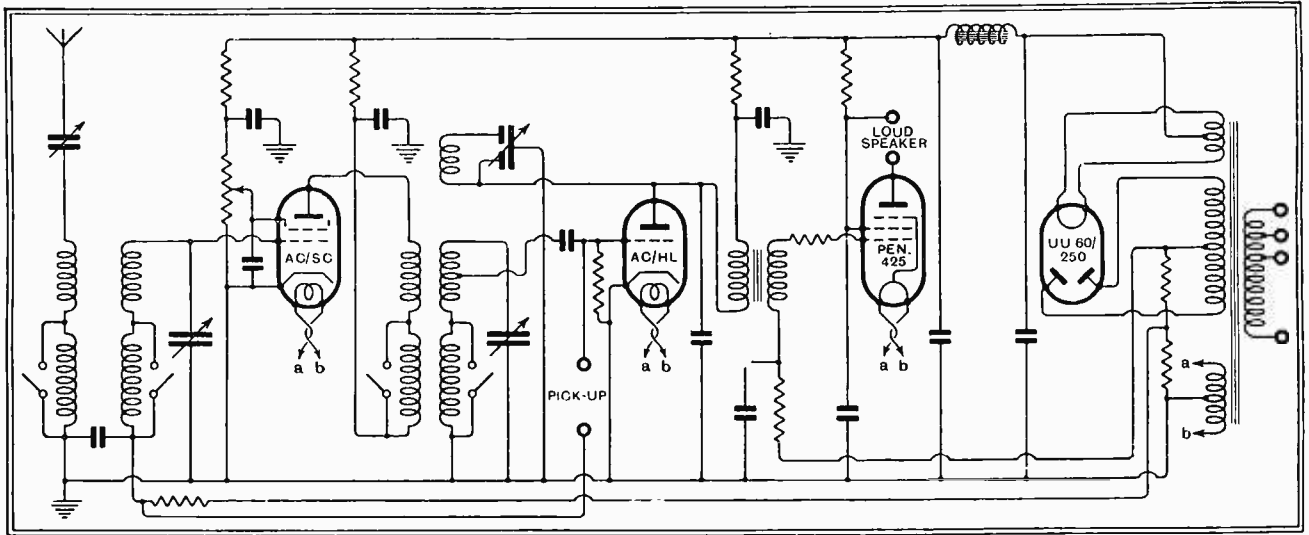 LOUD
SPEAKER
AC/SC
AC/HL
PEN.
425
UU 60/
250
a b
a b
a b
PICK-UP
a
b